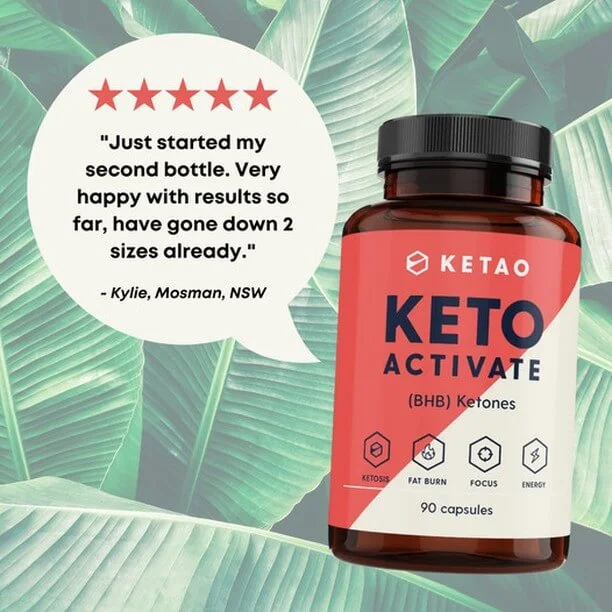 "Just started my
second bottle. Very
happy with results so
far, have gone down 2
sizes already."
- Kylie, Mosman, NSW
KETAO
KETO
ACTIVATE
(BHB) Ketones
KETOSIS FAT BURN FOCUS ENERGY
90 capsules